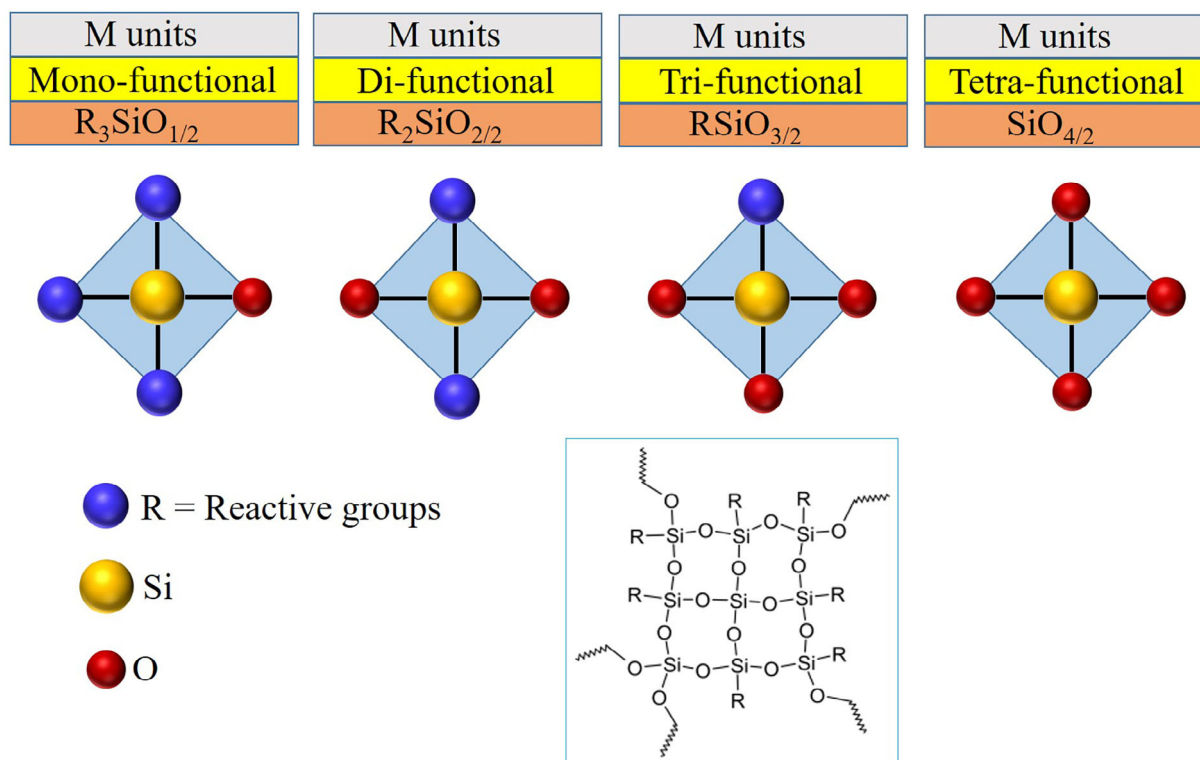 M units
Mono-functional
R₃SiO₁/₂
M units
Di-functional
R₂SiO₂/₂
M units
Tri-functional
RSiO₃/₂
M units
Tetra-functional
SiO₄/₂
R = Reactive groups
Si
O
O R R
R Si O Si O Si O
O O O
R Si O Si O Si R
O O O
O Si O Si O Si R
O R O